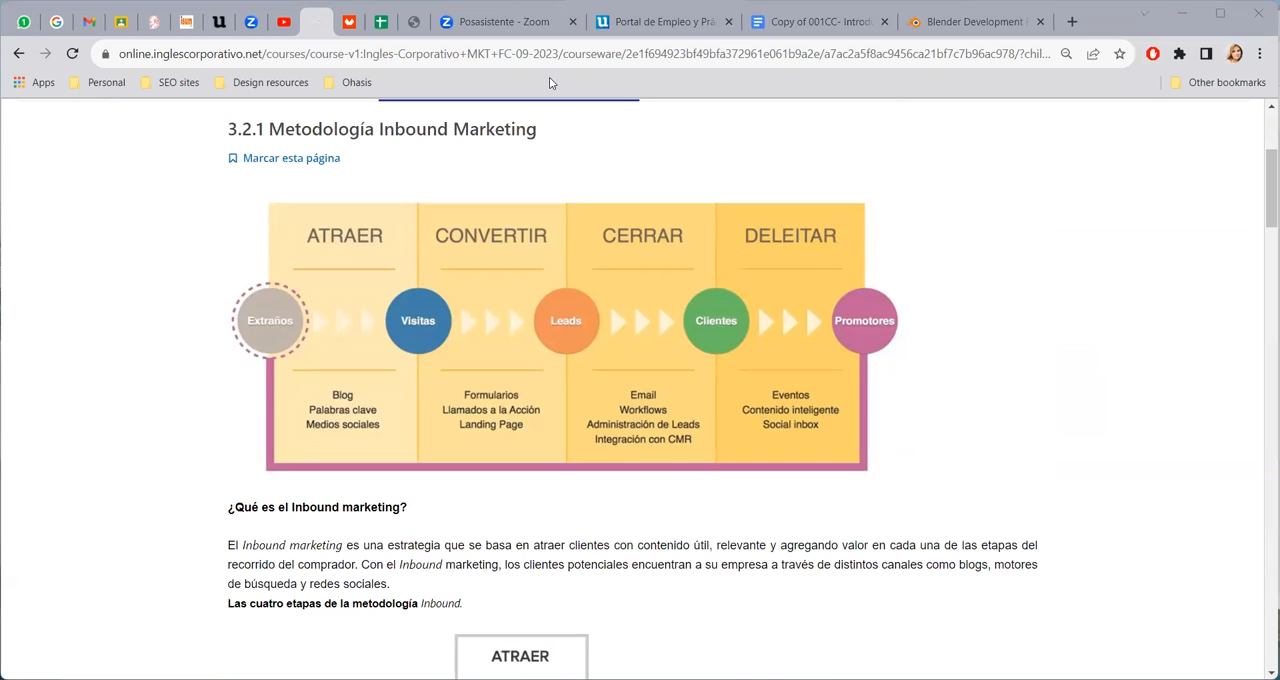 Posasistente - Zoom
Portal de Empleo y Prá
Copy of 001CC- Introdu
Blender Development F
online.inglescorporativo.net/courses/course-v1:Ingles-Corporativo+MKT+FC-09-2023/courseware/2e1f694923bf49bfa372961e061b9a2e/a7ac2a5f8ac9456ca21bf7c7b96ac978/?chil...
Apps
Personal
SEO sites
Design resources
Ohasis
Other bookmarks
3.2.1 Metodología Inbound Marketing
Marcar esta página
ATRAER
CONVERTIR
CERRAR
DELEITAR
Extraños
Visitas
Leads
Clientes
Promotores
Blog
Palabras clave
Medios sociales
Formularios
Llamados a la Acción
Landing Page
Email
Workflows
Administración de Leads
Integración con CMR
Eventos
Contenido inteligente
Social inbox
¿Qué es el Inbound marketing?
El Inbound marketing es una estrategia que se basa en atraer clientes con contenido útil, relevante y agregando valor en cada una de las etapas del
recorrido del comprador. Con el Inbound marketing, los clientes potenciales encuentran a su empresa a través de distintos canales como blogs, motores
de búsqueda y redes sociales.
Las cuatro etapas de la metodología Inbound.
ATRAER